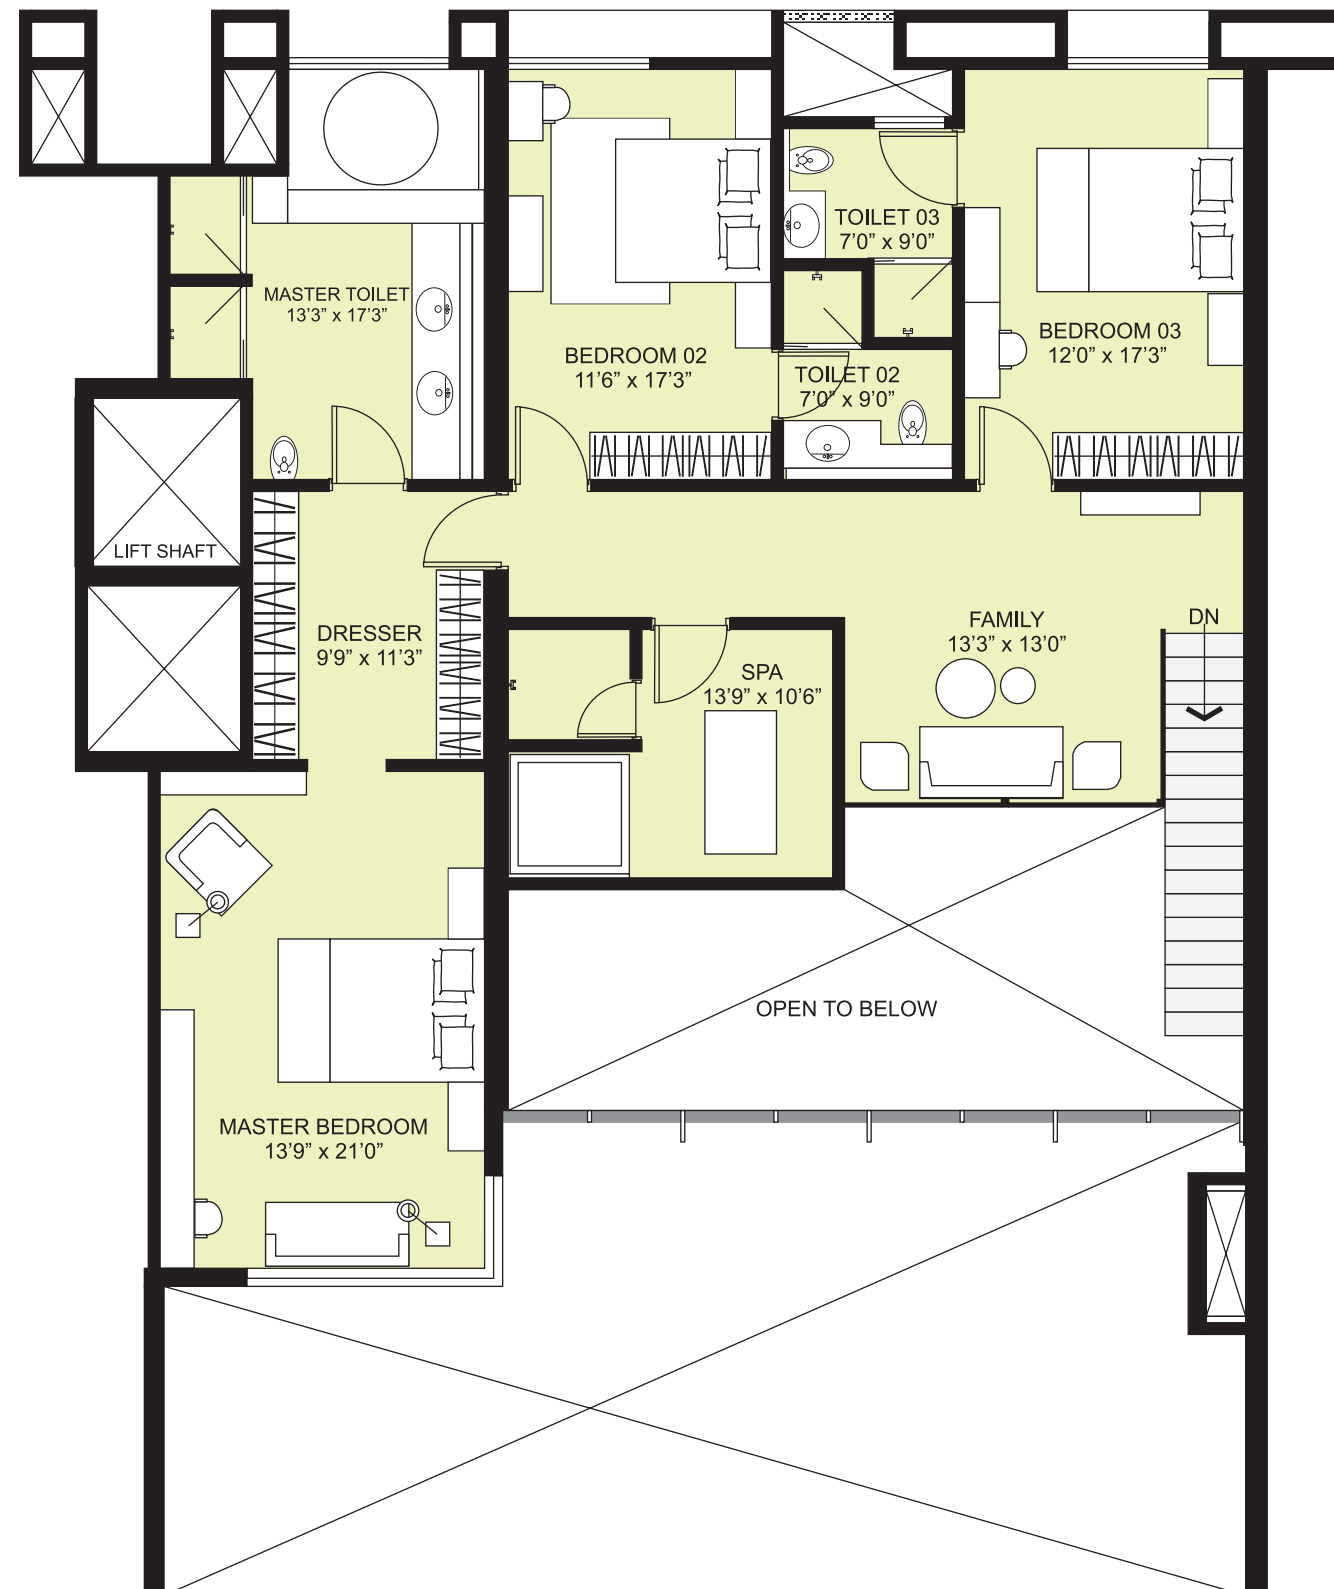 TOILET 03
7’0” x 9’0”
MASTER TOILET
13’3” x 17’3”
BEDROOM 02
11’6” x 17’3”
BEDROOM 03
12’0” x 17’3”
TOILET 02
7’0” x 9’0”
LIFT SHAFT
DRESSER
9’9” x 11’3”
SPA
13’9” x 10’6”
FAMILY
13’3” x 13’0”
DN
OPEN TO BELOW
MASTER BEDROOM
13’9” x 21’0”